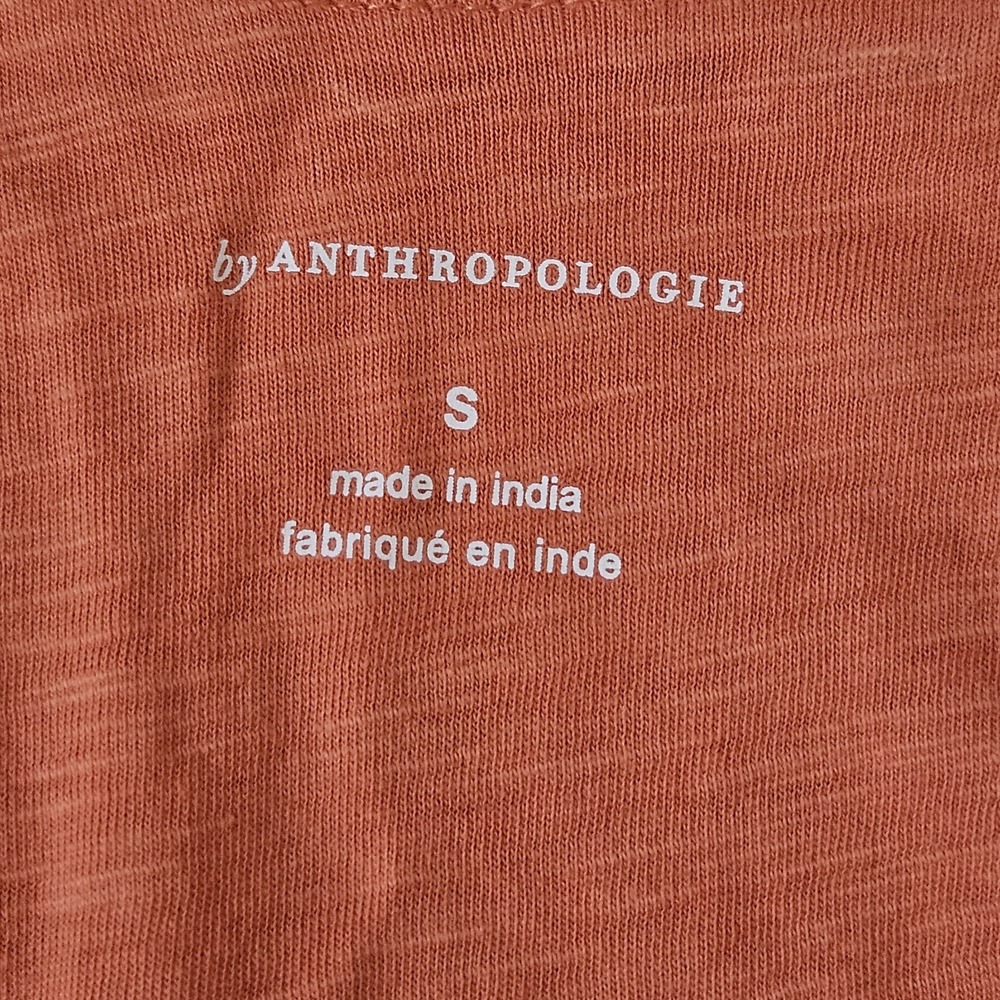 by ANTHROPOLOGIE
S
made in india
fabriqué en inde